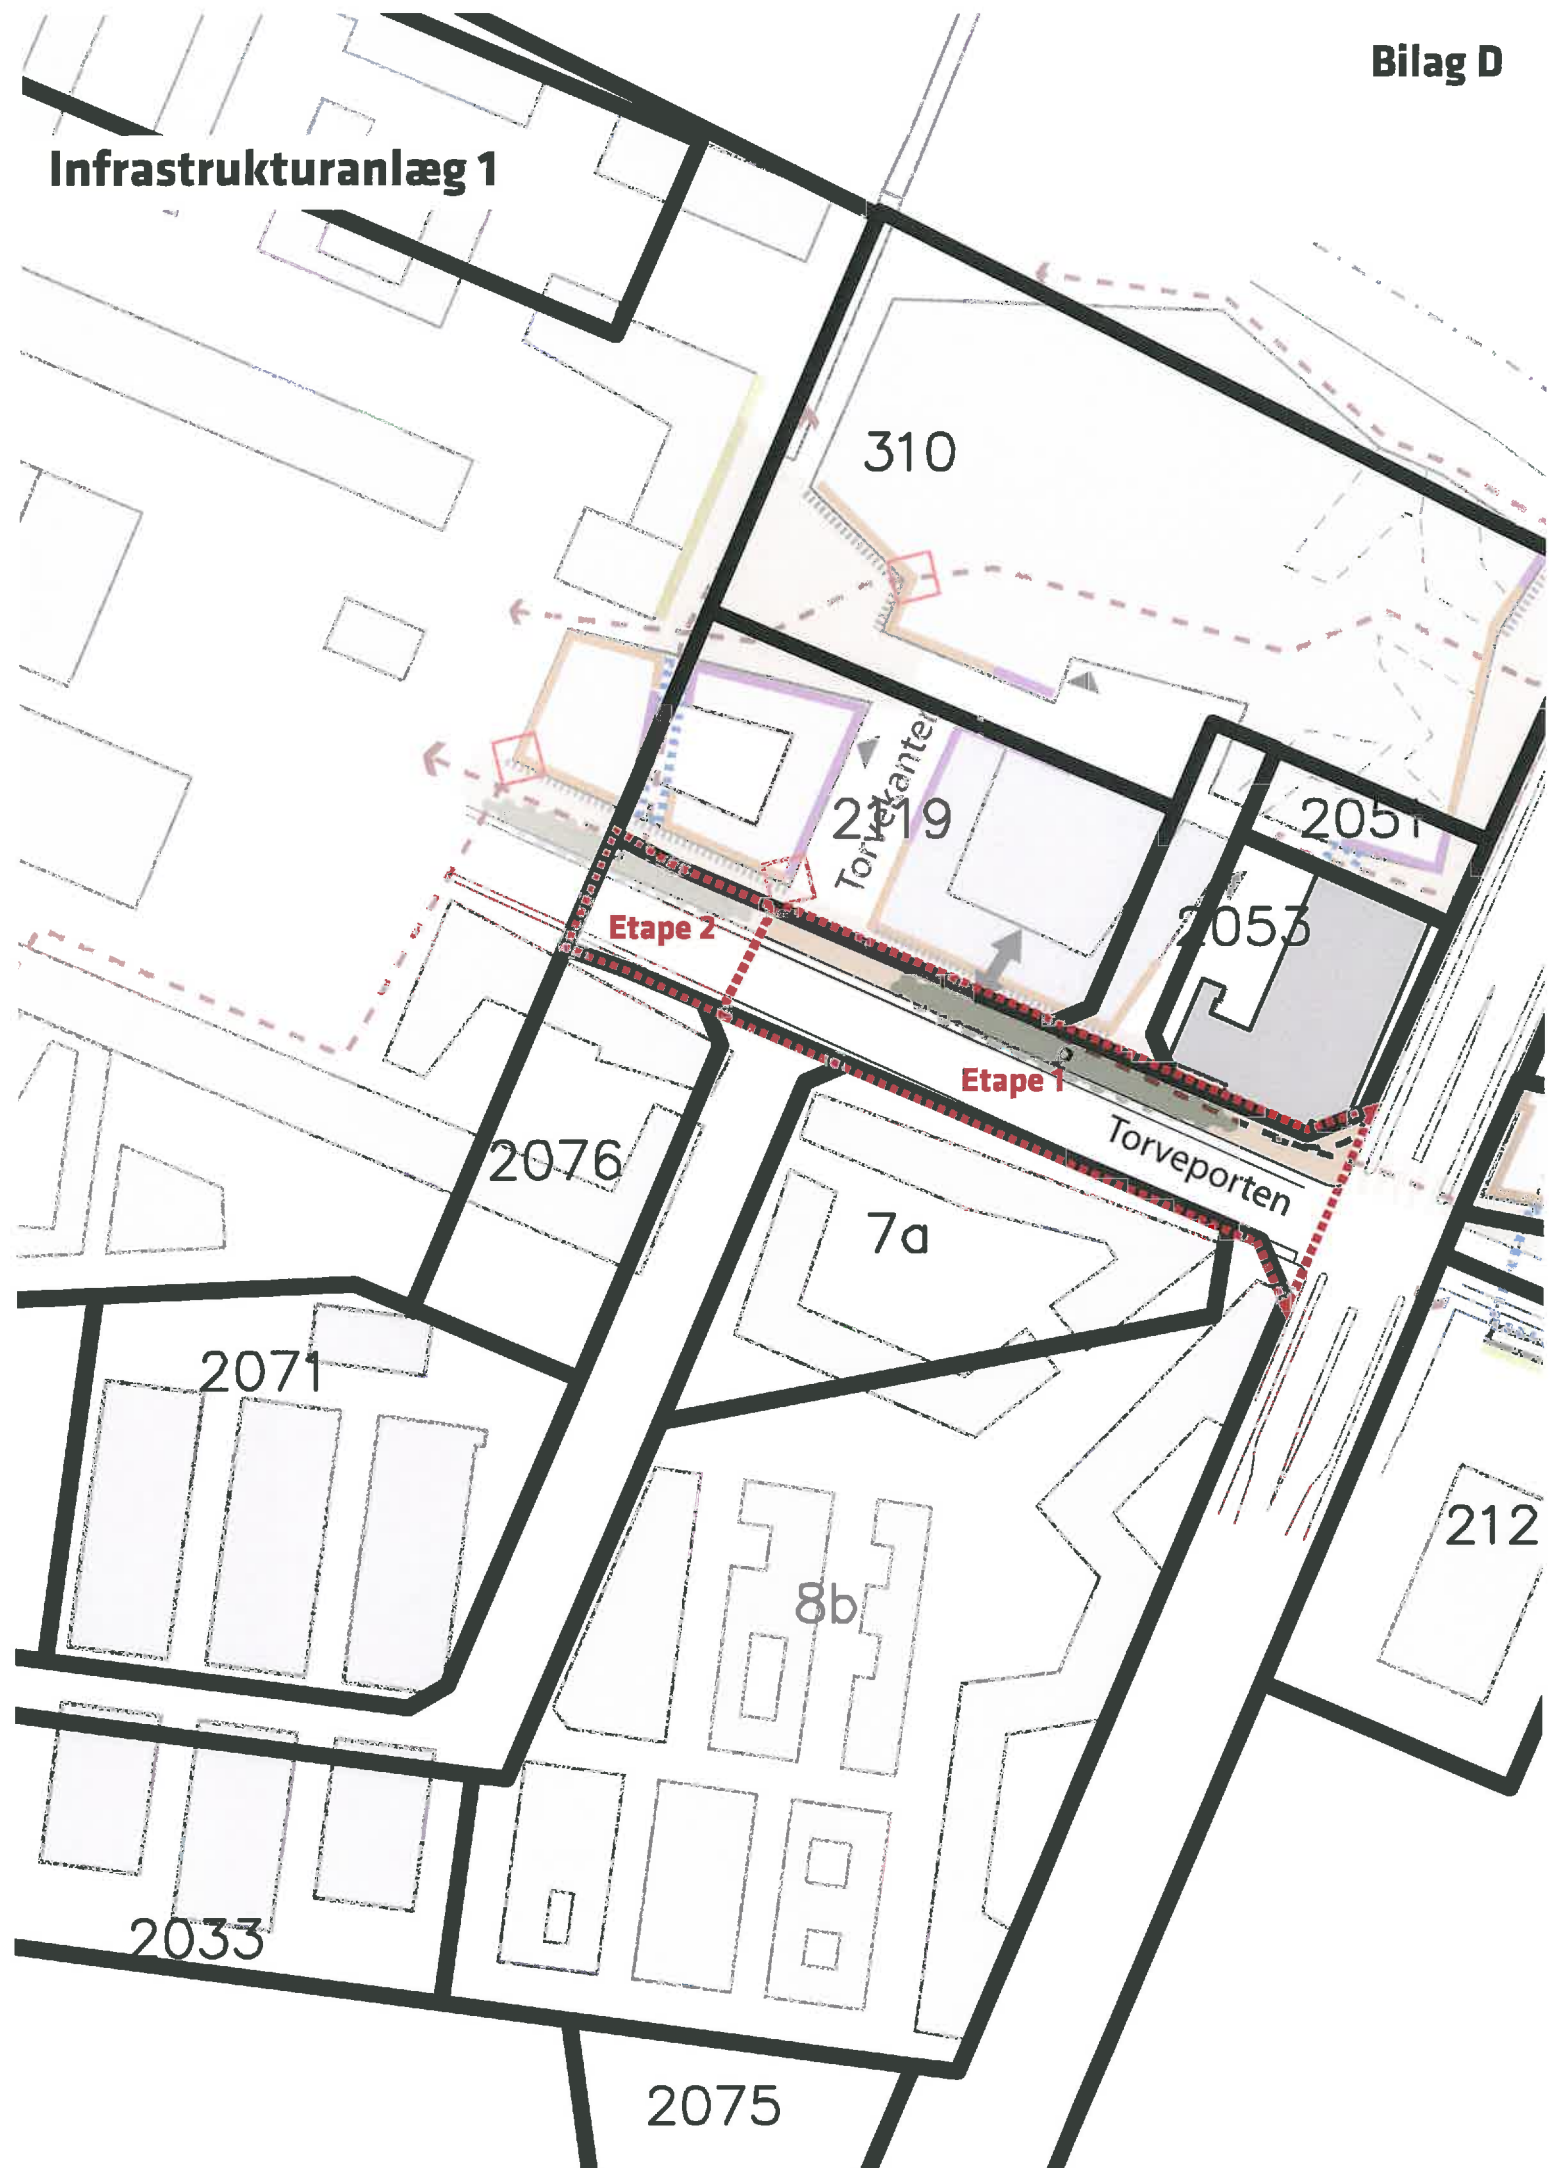 Bilag D
Infrastrukturanlæg 1
310
Torvekanten
2119
2051
2053
Etape 2
Etape 1
Torveporten
2076
7a
2071
212
8b
2033
2075